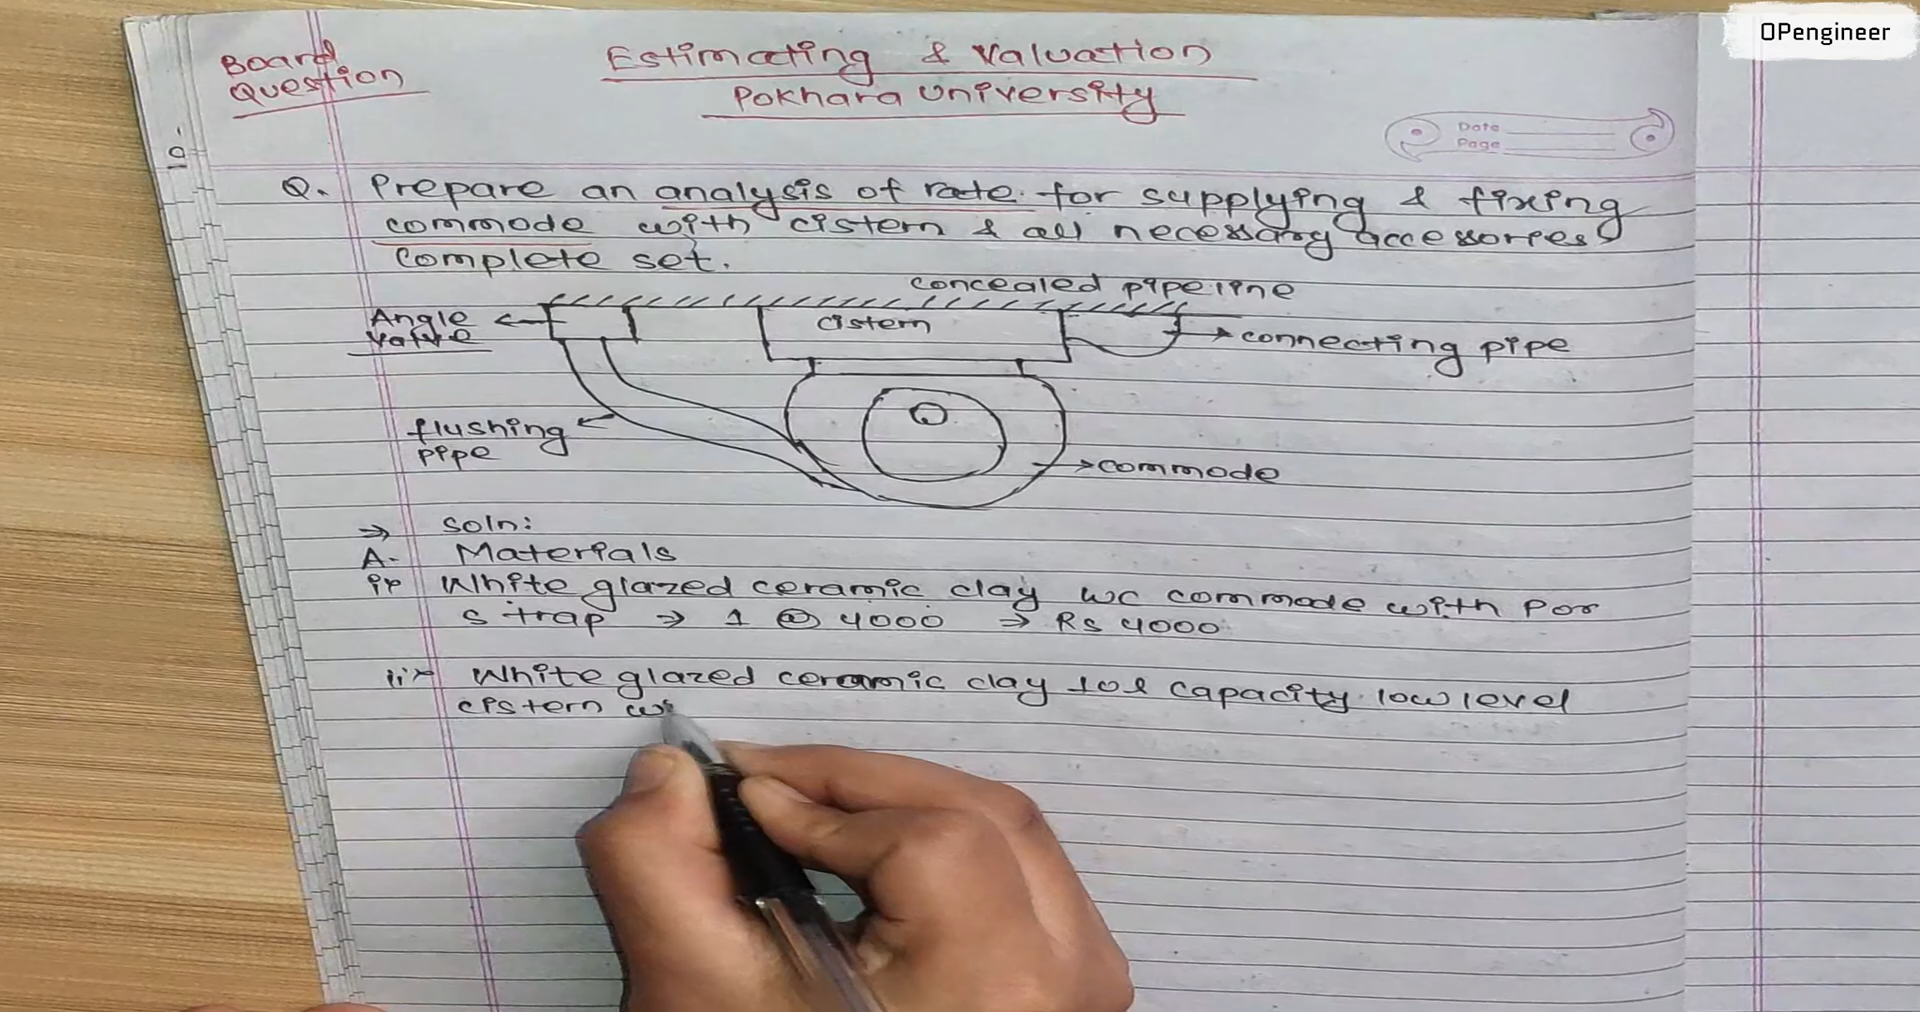 OPengineer
Board
Question
Estimating & Valuation
Pokhara University
Date
Page
Q. Prepare an analysis of rate for supplying & fixing
commode with cistern & all necessary accessories
complete set.
concealed pipeline
Angle
valve
cistern
connecting pipe
flushing
pipe
commode
⇒ soln:
A. Materials
i> White glazed ceramic clay wc commode with P or
S trap → 1 @ 4000 → Rs 4000
ii> White glazed ceramic clay 10l capacity low level
cistern wi